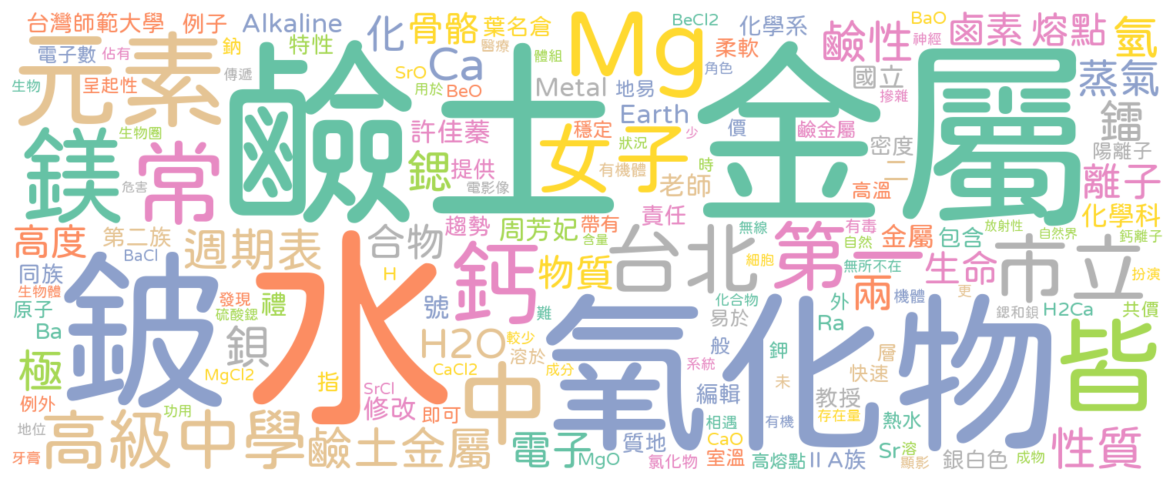 台灣師範大學 例子 Alkaline 化 骨骼 葉名倉 Mg BeCl2 化學系 BaO 鹵素 熔點 氫
電子數 佔有 鈉 特性 醫療 體組 柔軟 鹼性 神經
元素 鹼土金屬 Ca 角色 國立 蒸氣
生物 呈起性 傳遞 SrO 用於 BeO Metal 地易 摻雜
鎂 常 生物圈 許佳蓁 Earth 穩定 少 價 鹼金屬 鐳
鍶 提供 女子 狀況 密度 陽離子
危害 電影像 有機體 老師 時 二 高溫 離子
趨勢 周芳妃 帶有 責任 化學科
高度 第二族 週期表 合物 含量 無線 有毒 金屬 包含 放射性 鈣離子
同族 BaCl 水 鈣 物質 台北 細胞 第一 自然 生命 市立 自然界
生物體 H 無所不在 扮演
原子 發現 禮 號 化合物 外 兩 機體 更 鍶和鋇 H2Ca 共價
Ba 硫酸鍶 鈹 鋇 難 氧化物 易於 Ra 皆
極 MgCl2 H2O 較少 般 鉀 層
指 SrCl CaCl2 溶於 成分 系統 未 快速
例外 修改 即可 中 編輯 教授
地位 功用 高級中學 相遇 有機 存在量 熱水
鹼土金屬 電子 質地 CaO Sr 溶 性質
牙膏 MgO 氯化物 室溫 高熔點 II A族 顯影 銀白色 成物